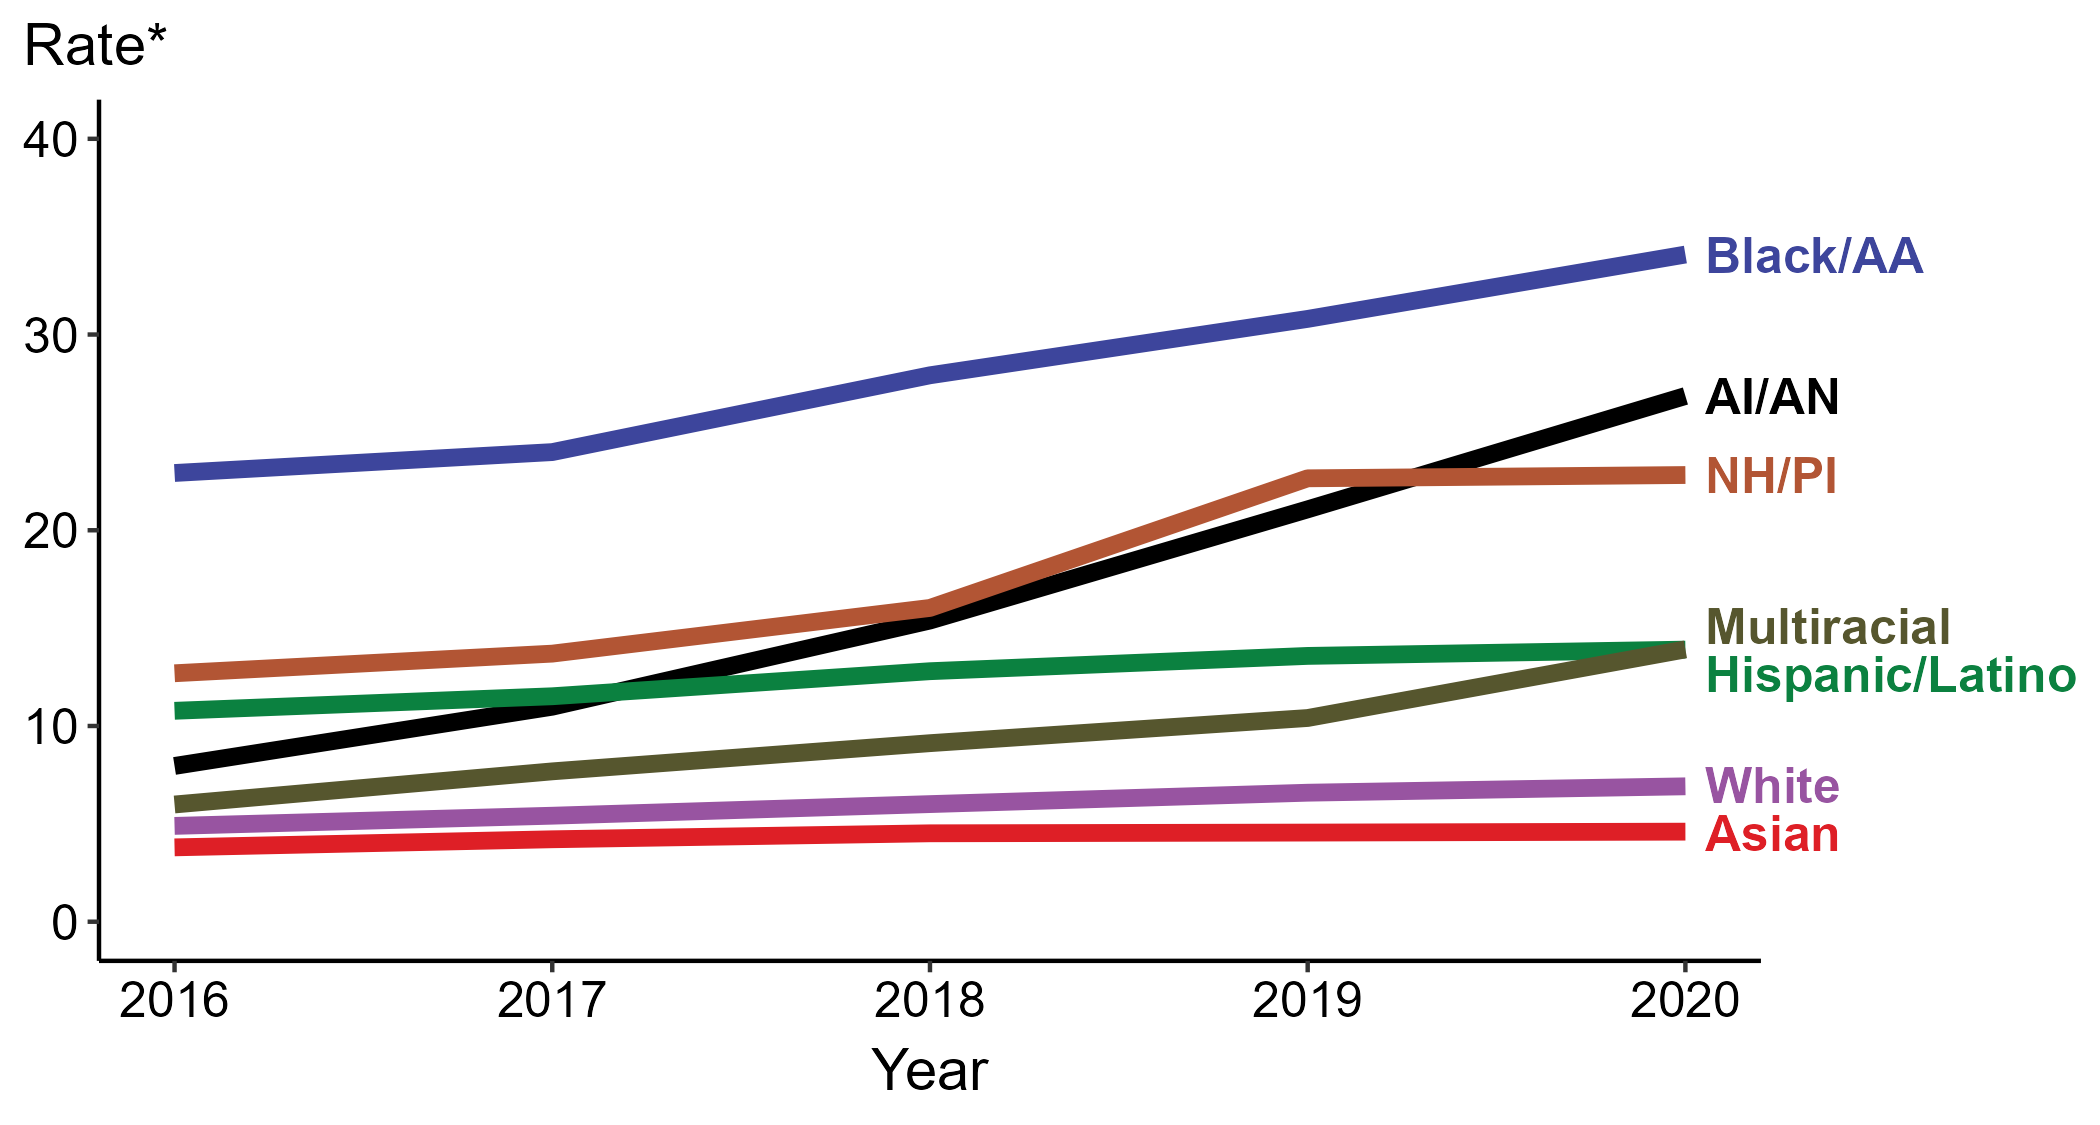 Rate*
40
30
20
10
0
Black/AA
AI/AN
NH/PI
Multiracial
Hispanic/Latino
White
Asian
2016 2017 2018 2019 2020
Year